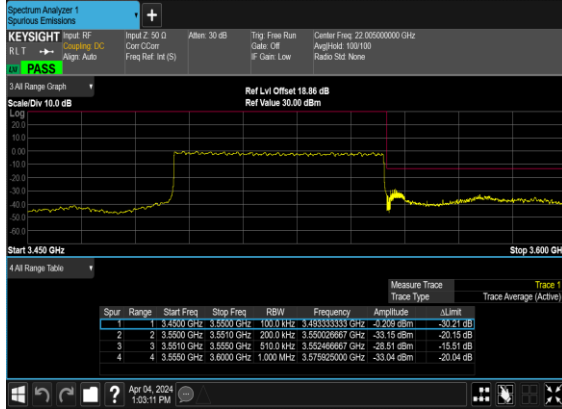 Spectrum Analyzer 1
Spurious Emissions
KEYSIGHT Input: RF Input Z: 50 Ω Atten: 30 dB Trig: Free Run Center Freq: 22.005000000 GHz
RLT Coupling: DC Corr CCorr Gate: Off Avg|Hold: 100/100
Align: Auto Freq Ref: Int (S) IF Gain: Low Radio Std: None
PASS
3 All Range Graph
Ref Lvl Offset 18.86 dB
Scale/Div 10.0 dB Ref Value 30.00 dBm
Log
20.0
10.0
0.00
-10.0
-20.0
-30.0
-40.0
-50.0
-60.0
Start 3.450 GHz Stop 3.600 GH
4 All Range Table
Measure Trace Trace 1
Trace Type Trace Average (Active)
Spur Range Start Freq Stop Freq RBW Frequency Amplitude ΔLimit
1 1 3.4500 GHz 3.5500 GHz 100.0 kHz 3.493333333 GHz -0.209 dBm -30.21 dB
2 2 3.5500 GHz 3.5510 GHz 200.0 kHz 3.550026667 GHz -33.15 dBm -20.15 dB
3 3 3.5510 GHz 3.5550 GHz 510.0 kHz 3.552466667 GHz -28.51 dBm -15.51 dB
4 4 3.5550 GHz 3.6000 GHz 1.000 MHz 3.575925000 GHz -33.04 dBm -20.04 dB
Apr 04, 2024
1:03:11 PM